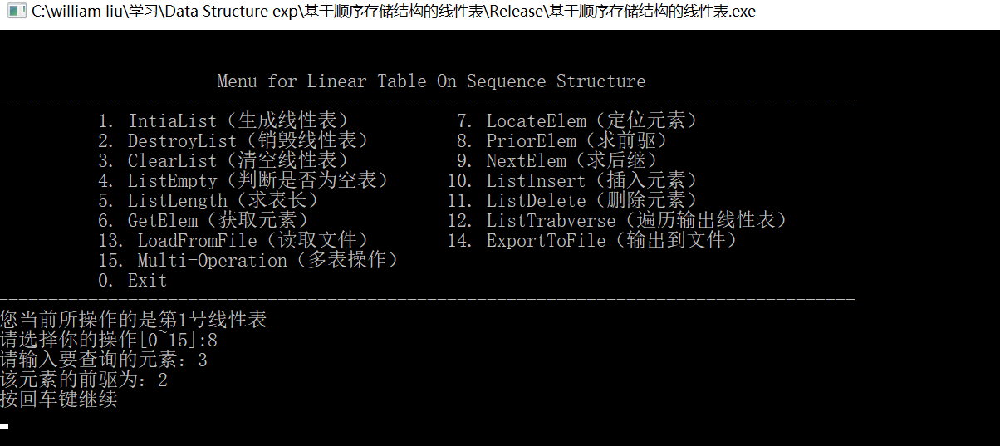 C:\william liu\学习\Data Structure exp\基于顺序存储结构的线性表\Release\基于顺序存储结构的线性表.exe
Menu for Linear Table On Sequence Structure
--------------------------------------------------------------------------------------
1. IntiaList（生成线性表） 7. LocateElem（定位元素）
2. DestroyList（销毁线性表） 8. PriorElem（求前驱）
3. ClearList（清空线性表） 9. NextElem（求后继）
4. ListEmpty（判断是否为空表） 10. ListInsert（插入元素）
5. ListLength（求表长） 11. ListDelete（删除元素）
6. GetElem（获取元素） 12. ListTrabverse（遍历输出线性表）
13. LoadFromFile（读取文件） 14. ExportToFile（输出到文件）
15. Multi-Operation（多表操作）
0. Exit
--------------------------------------------------------------------------------------
您当前所操作的是第1号线性表
请选择你的操作[0~15]:8
请输入要查询的元素：3
该元素的前驱为：2
按回车键继续